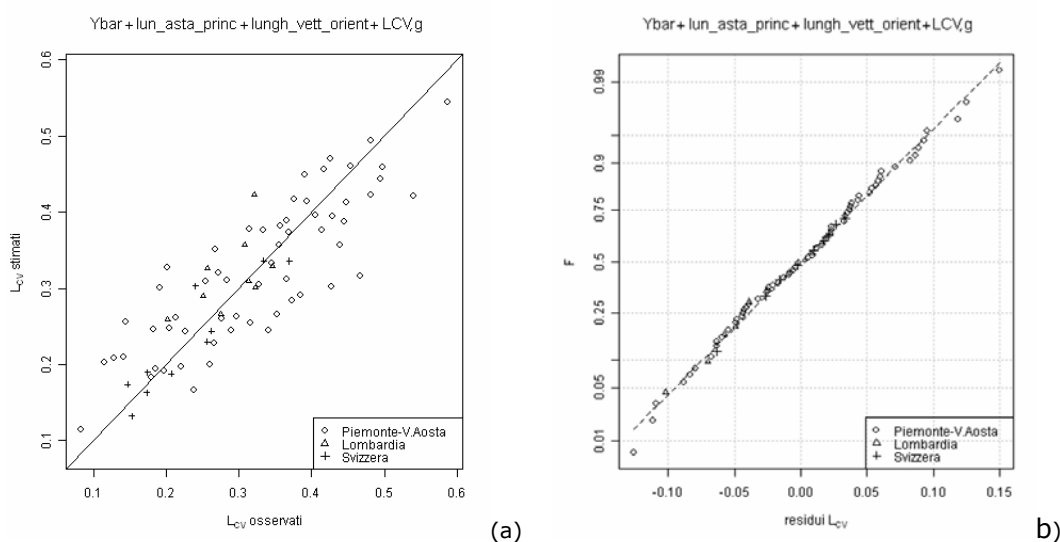 Ybar + lun_asta_princ + lungh_vett_orient + LCV,g
0.6
0.5
0.4
0.3
0.2
0.1
LCV stimati
Piemonte-V.Aosta
Lombardia
Svizzera
0.1 0.2 0.3 0.4 0.5 0.6
LCV osservati
(a)
Ybar + lun_asta_princ + lungh_vett_orient + LCV,g
0.99
0.9
0.75
0.5
0.25
0.05
0.01
F
Piemonte-V.Aosta
Lombardia
Svizzera
-0.10 -0.05 0.00 0.05 0.10 0.15
residui LCV
b)